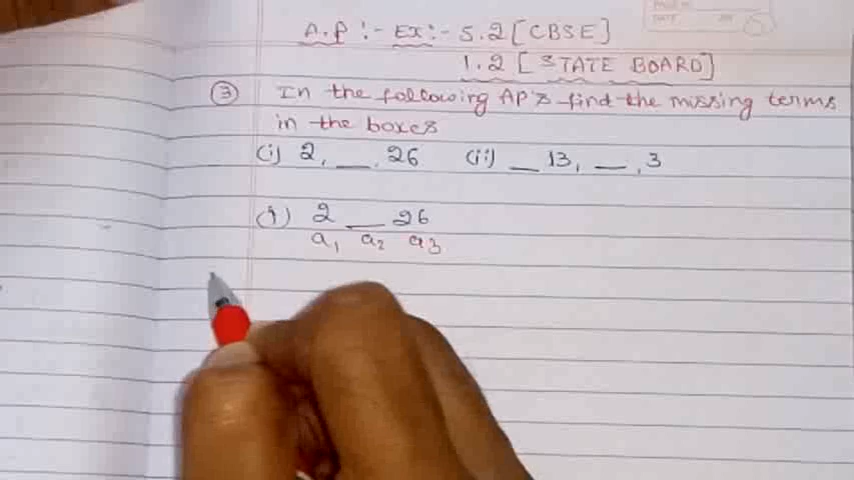 A.P :- Ex:- 5.2 [CBSE]
1.2 [STATE BOARD]
③ In the following AP's find the missing terms
in the boxes
(i) 2, __, 26 (ii) __ 13, __, 3
(i) 2 __ 26
a₁ a₂ a₃